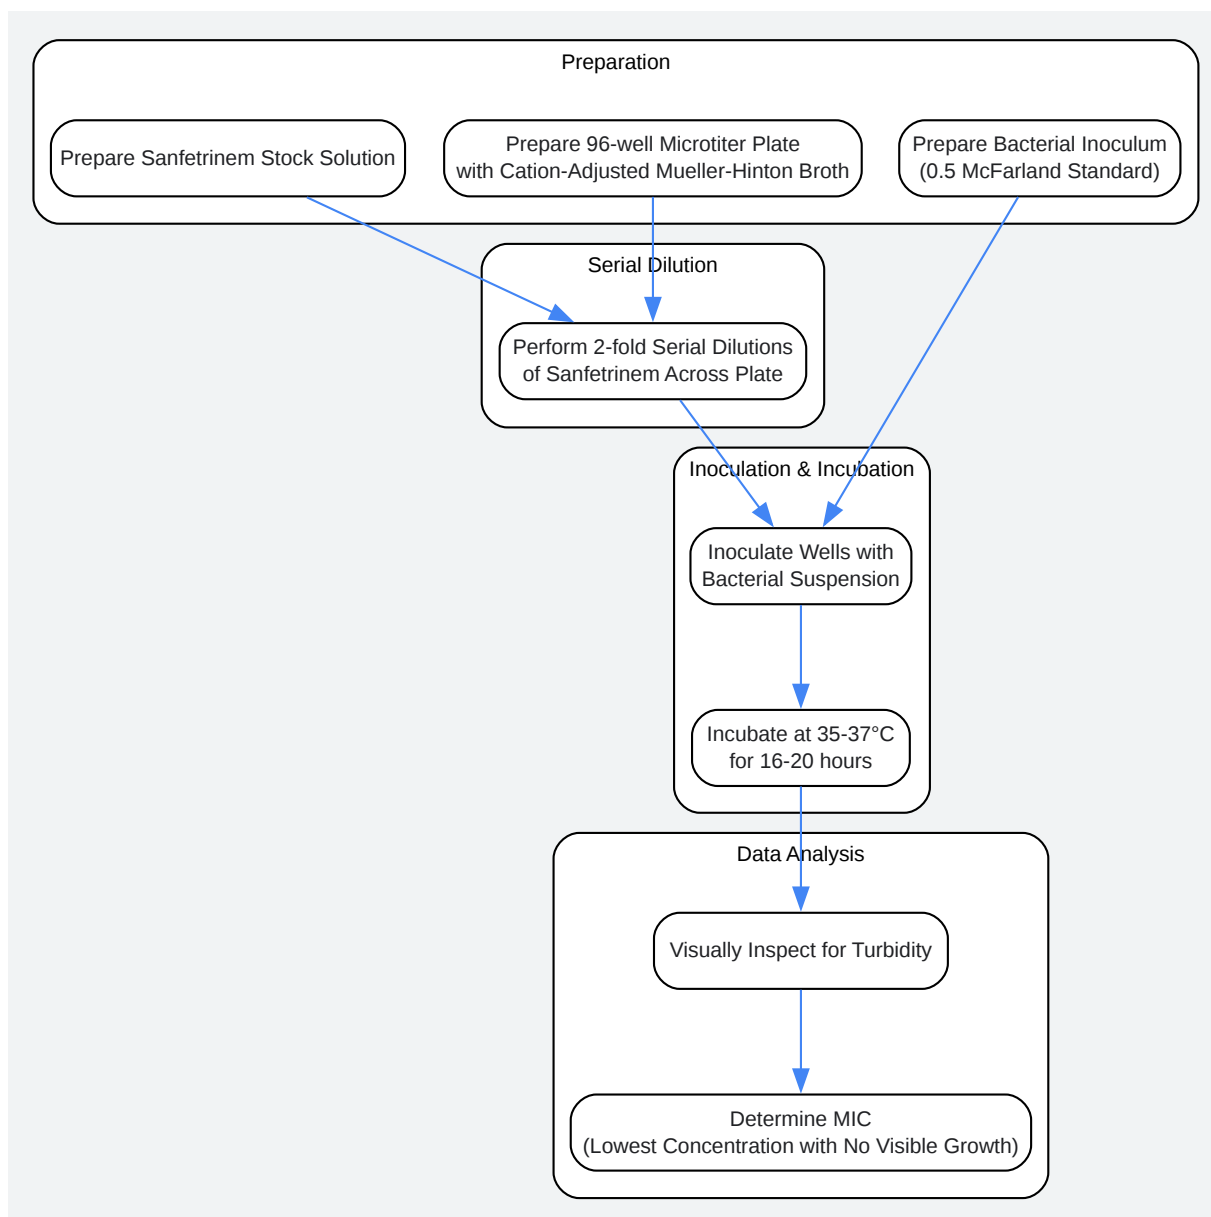 Preparation
Prepare Sanfetrinem Stock Solution
Prepare 96-well Microtiter Plate
with Cation-Adjusted Mueller-Hinton Broth
Prepare Bacterial Inoculum
(0.5 McFarland Standard)
Serial Dilution
Perform 2-fold Serial Dilutions
of Sanfetrinem Across Plate
Inoculation & Incubation
Inoculate Wells with
Bacterial Suspension
Incubate at 35-37°C
for 16-20 hours
Data Analysis
Visually Inspect for Turbidity
Determine MIC
(Lowest Concentration with No Visible Growth)